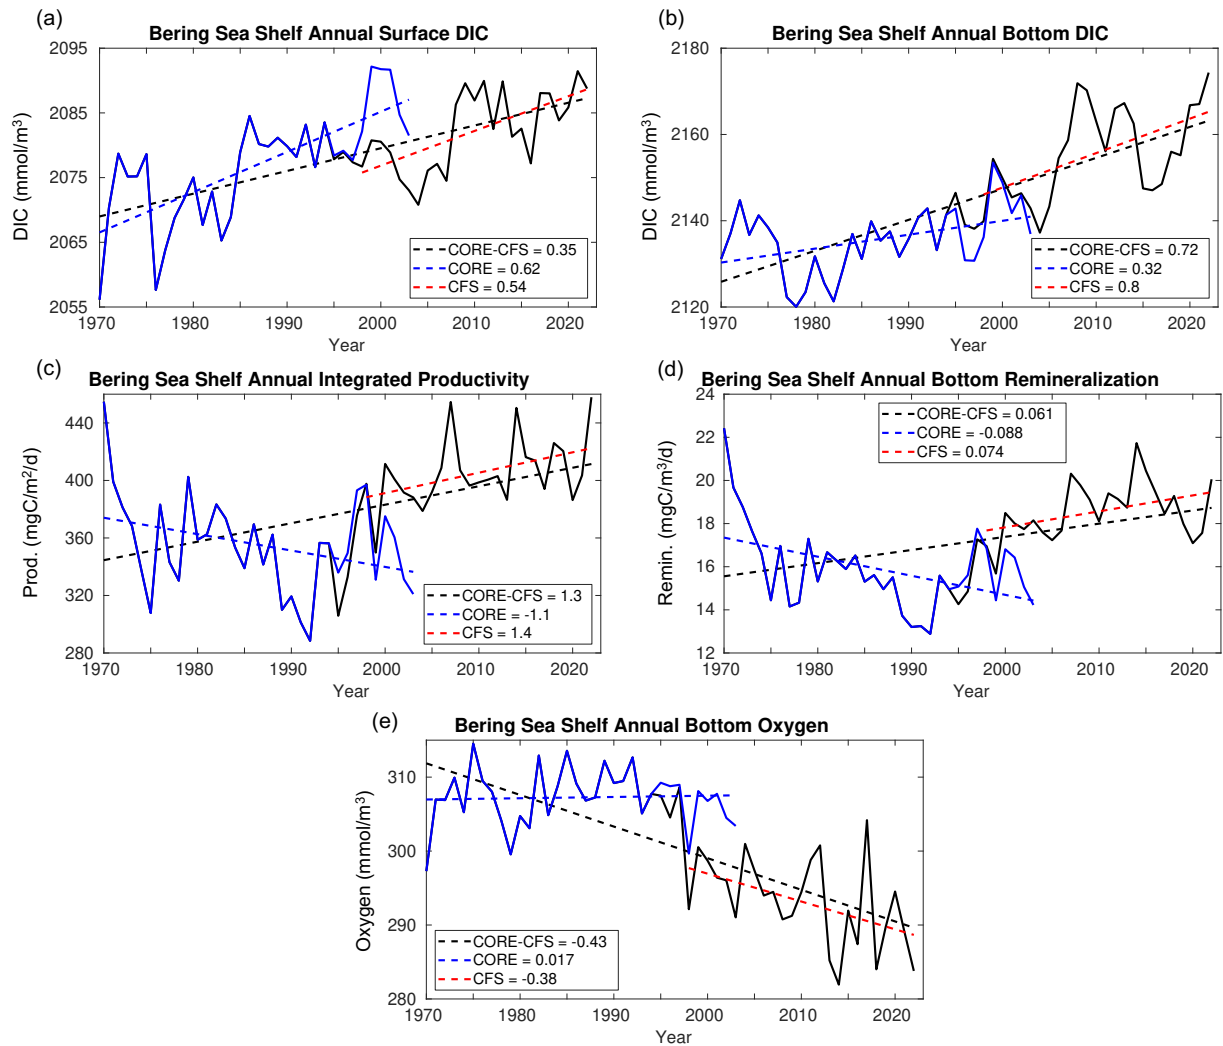 (a)
Bering Sea Shelf Annual Surface DIC
DIC (mmol/m3)
2095
2085
2075
2065
2055
CORE-CFS = 0.35
CORE = 0.62
CFS = 0.54
1970 1980 1990 2000 2010 2020
Year
(b)
Bering Sea Shelf Annual Bottom DIC
DIC (mmol/m3)
2180
2160
2140
2120
CORE-CFS = 0.72
CORE = 0.32
CFS = 0.8
1970 1980 1990 2000 2010 2020
Year
(c)
Bering Sea Shelf Annual Integrated Productivity
Prod. (mgC/m2/d)
440
400
360
320
280
CORE-CFS = 1.3
CORE = -1.1
CFS = 1.4
1970 1980 1990 2000 2010 2020
Year
(d)
Bering Sea Shelf Annual Bottom Remineralization
Remin. (mgC/m3/d)
24
22
20
18
16
14
12
CORE-CFS = 0.061
CORE = -0.088
CFS = 0.074
1970 1980 1990 2000 2010 2020
Year
(e)
Bering Sea Shelf Annual Bottom Oxygen
Oxygen (mmol/m3)
310
300
290
280
CORE-CFS = -0.43
CORE = 0.017
CFS = -0.38
1970 1980 1990 2000 2010 2020
Year